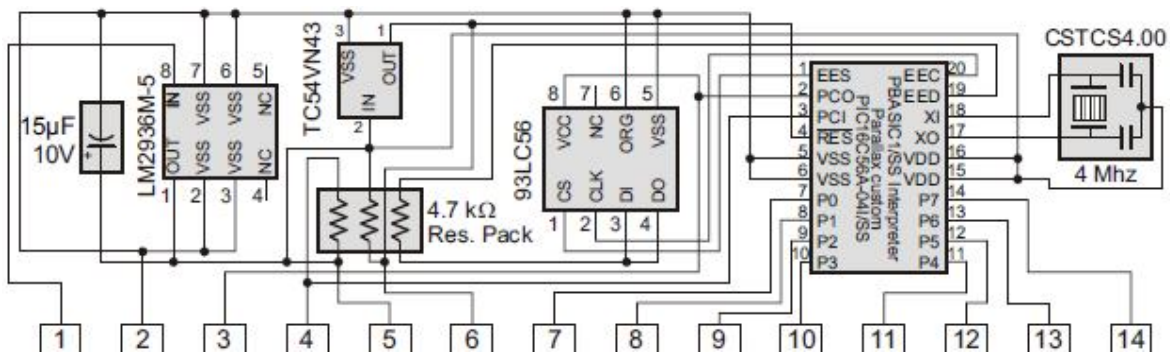 15µF
10V
LM2936M-5
8 7 6 5
IN VSS VSS NC
OUT VSS VSS NC
1 2 3 4
TC54VN43
3 1
VSS OUT
IN
2
4.7 kΩ
Res. Pack
93LC56
8 7 6 5
VCC NC ORG VSS
CS CLK DI DO
1 2 3 4
1 EES
2 PCO
3 PCI
4 RES
5 VSS
6 VSS
7 P0
8 P1
9 P2
10 P3
PBASIC1/SS Interpreter
Parallax custom
PIC16C56A-04I/SS
EEC 20
EED 19
XI 18
XO 17
VDD 16
VDD 15
P7 14
P6 13
P5 12
P4 11
CSTCS4.00
4 Mhz
1 2 3 4 5 6 7 8 9 10 11 12 13 14